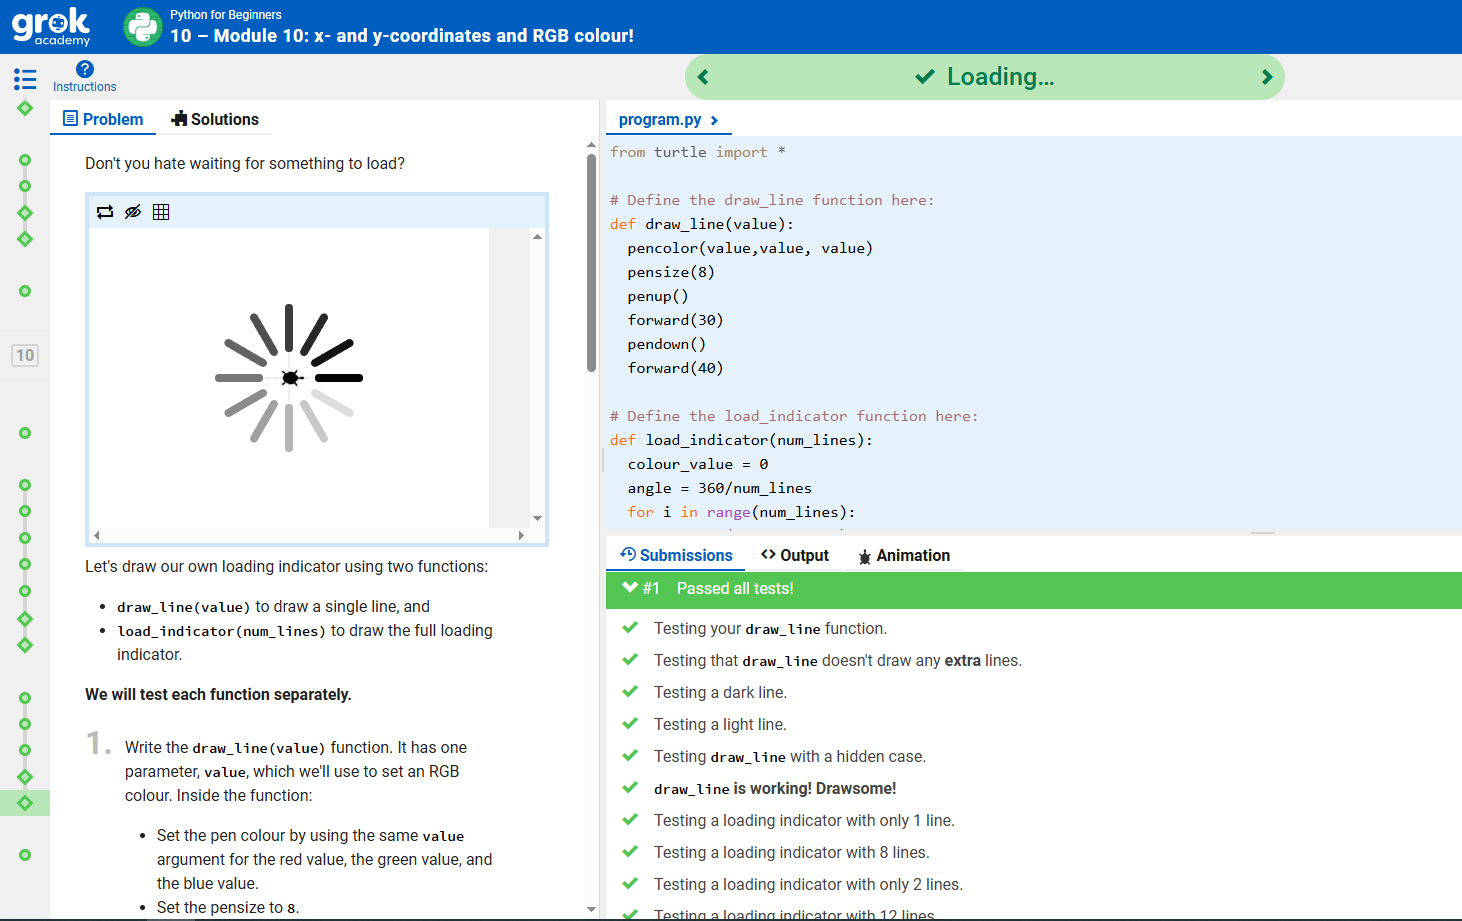 grok
academy
Python for Beginners
10 – Module 10: x- and y-coordinates and RGB colour!
Instructions
Loading...
10
Problem
Solutions
Don't you hate waiting for something to load?
Let's draw our own loading indicator using two functions:
• draw_line(value) to draw a single line, and
• load_indicator(num_lines) to draw the full loading
indicator.
We will test each function separately.
1. Write the draw_line(value) function. It has one
parameter, value, which we'll use to set an RGB
colour. Inside the function:
• Set the pen colour by using the same value
argument for the red value, the green value, and
the blue value.
• Set the pensize to 8.
program.py
from turtle import *
# Define the draw_line function here:
def draw_line(value):
  pencolor(value,value, value)
  pensize(8)
  penup()
  forward(30)
  pendown()
  forward(40)
# Define the load_indicator function here:
def load_indicator(num_lines):
  colour_value = 0
  angle = 360/num_lines
  for i in range(num_lines):
Submissions
Output
Animation
#1 Passed all tests!
Testing your draw_line function.
Testing that draw_line doesn't draw any extra lines.
Testing a dark line.
Testing a light line.
Testing draw_line with a hidden case.
draw_line is working! Drawsome!
Testing a loading indicator with only 1 line.
Testing a loading indicator with 8 lines.
Testing a loading indicator with only 2 lines.
Testing a loading indicator with 12 lines